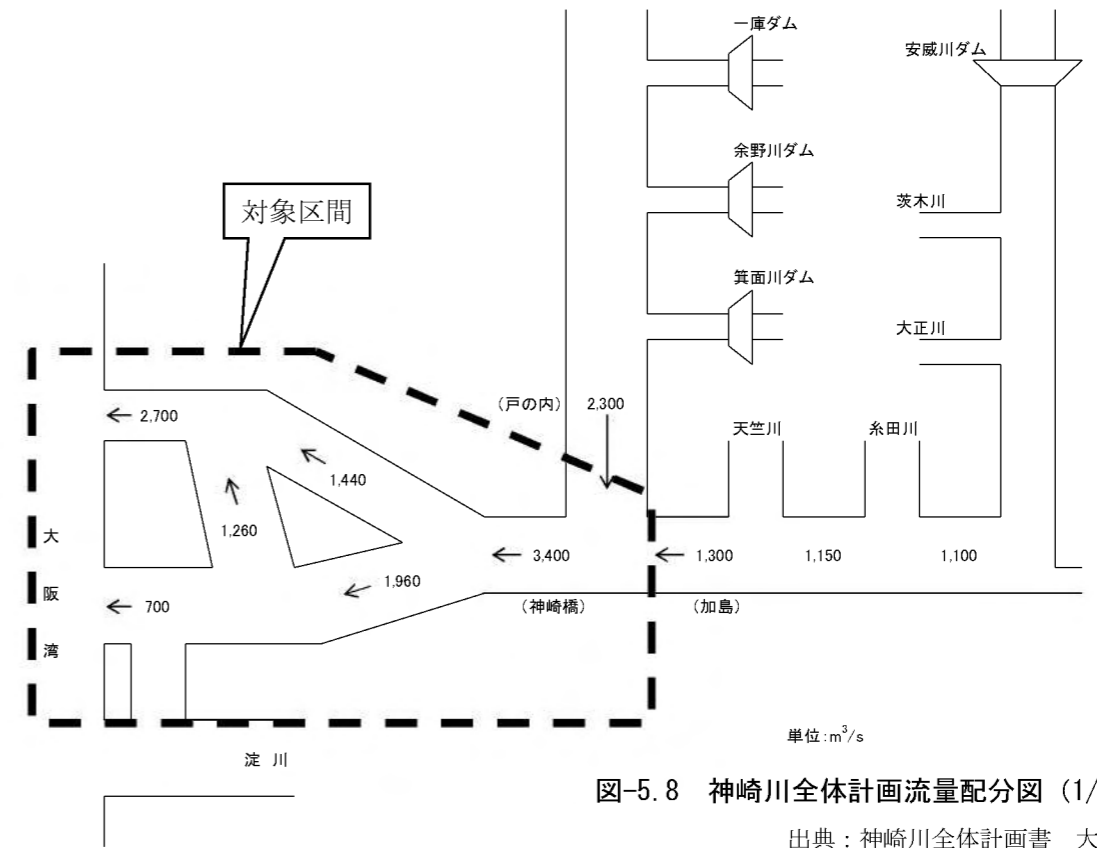 一庫ダム
安威川ダム
余野川ダム
茨木川
対象区間
箕面川ダム
大正川
(戸の内)
2,300
2,700
天竺川
糸田川
1,440
1,260
大
阪
湾
3,400
1,300
1,150
1,100
1,960
700
(神崎橋)
(加島)
単位:m³/s
淀 川
図-5.8 神崎川全体計画流量配分図 (1/
出典:神崎川全体計画書 大